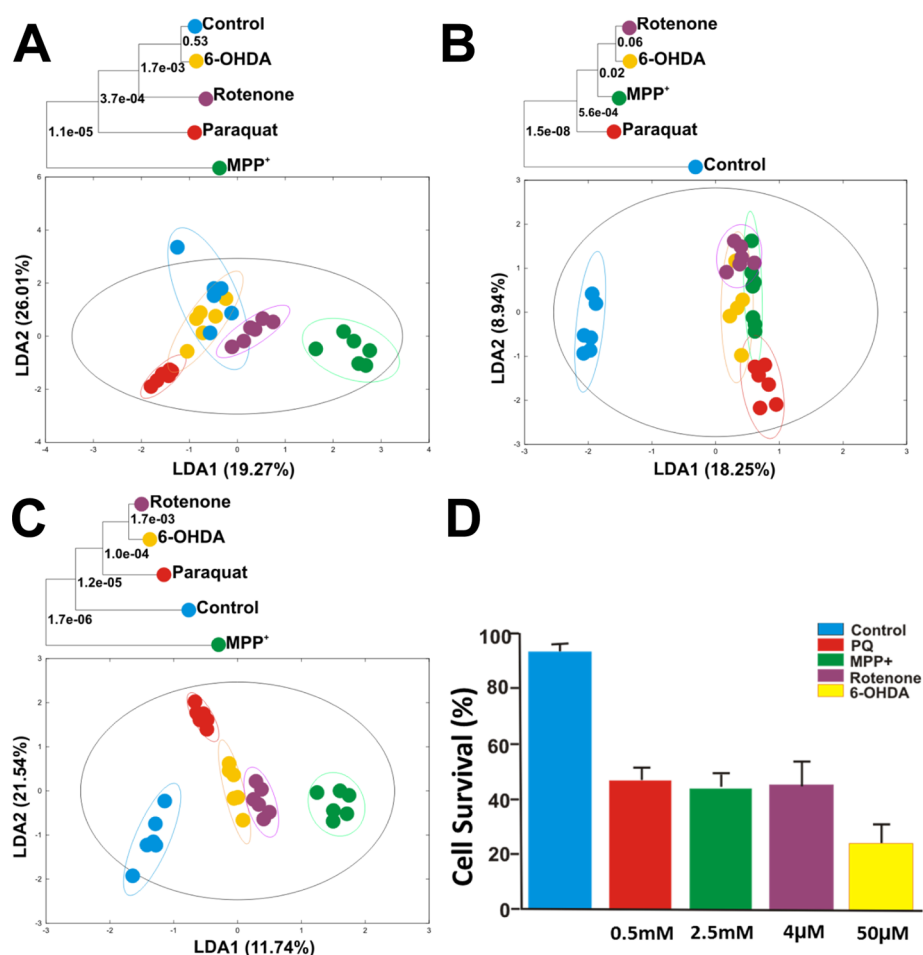 A
Control
0.53
6-OHDA
1.7e-03
Rotenone
3.7e-04
Paraquat
1.1e-05
MPP⁺
6
4
2
0
-2
-4
-4
-3
-2
-1
0
1
2
3
4
LDA2 (26.01%)
LDA1 (19.27%)
B
Rotenone
0.06
6-OHDA
0.02
MPP⁺
5.6e-04
Paraquat
1.5e-08
Control
3
2
1
0
-1
-2
-3
-3
-2
-1
0
1
2
3
LDA2 (8.94%)
LDA1 (18.25%)
C
Rotenone
1.7e-03
6-OHDA
1.0e-04
Paraquat
1.2e-05
Control
1.7e-06
MPP⁺
3
2
1
0
-1
-2
-3
-3
-2
-1
0
1
2
3
LDA2 (21.54%)
LDA1 (11.74%)
D
Control
PQ
MPP+
Rotenone
6-OHDA
100
80
60
40
20
0
Cell Survival (%)
0.5mM
2.5mM
4μM
50μM